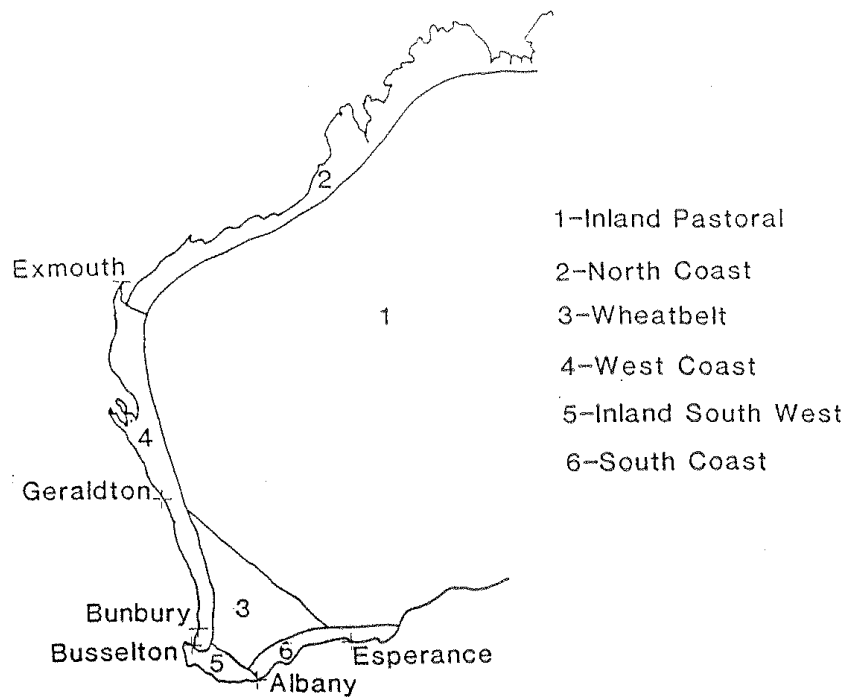 2
1-Inland Pastoral
Exmouth
2-North Coast
1
3-Wheatbelt
4-West Coast
4
5-Inland South West
6-South Coast
Geraldton
Bunbury
3
Busselton
5
6
Esperance
Albany